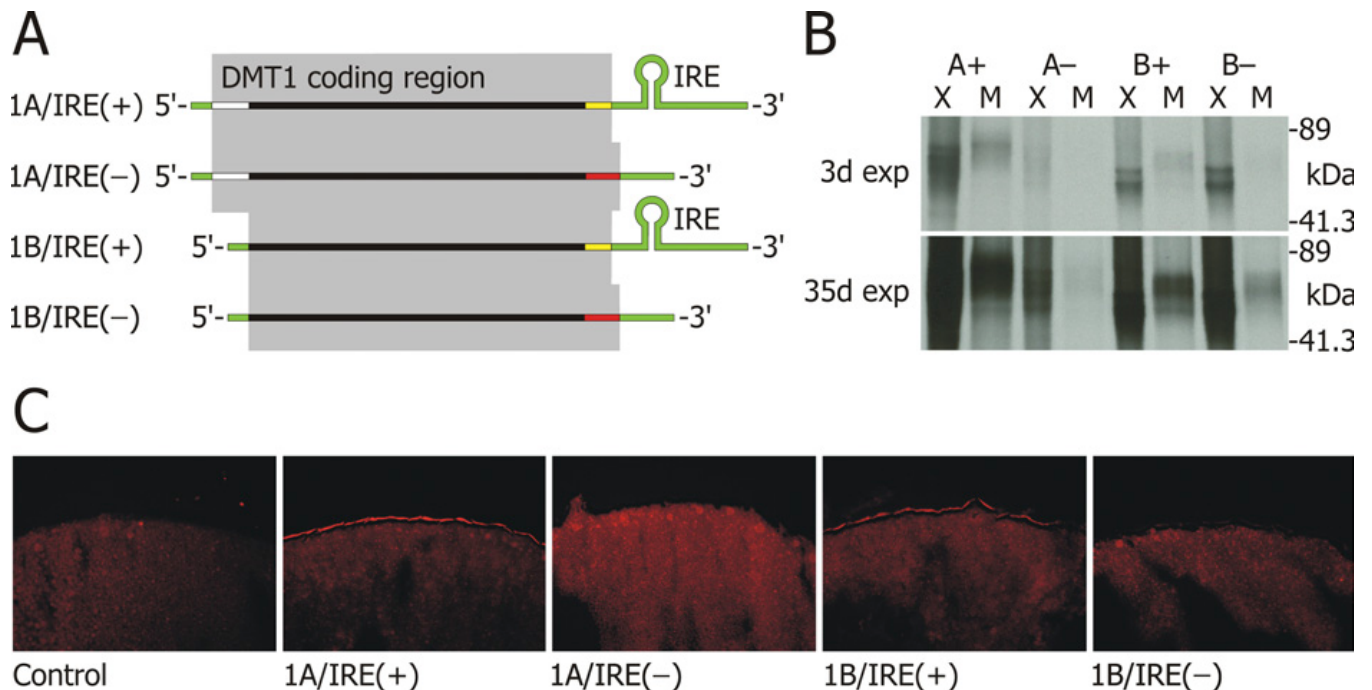 A
DMT1 coding region
IRE
1A/IRE(+) 5'- -3'
1A/IRE(−) 5'- -3'
IRE
1B/IRE(+) 5'- -3'
1B/IRE(−) 5'- -3'
B
A+ A− B+ B−
X M X M X M X M
-89
3d exp kDa
-41.3
-89
35d exp kDa
-41.3
C
Control 1A/IRE(+) 1A/IRE(−) 1B/IRE(+) 1B/IRE(−)